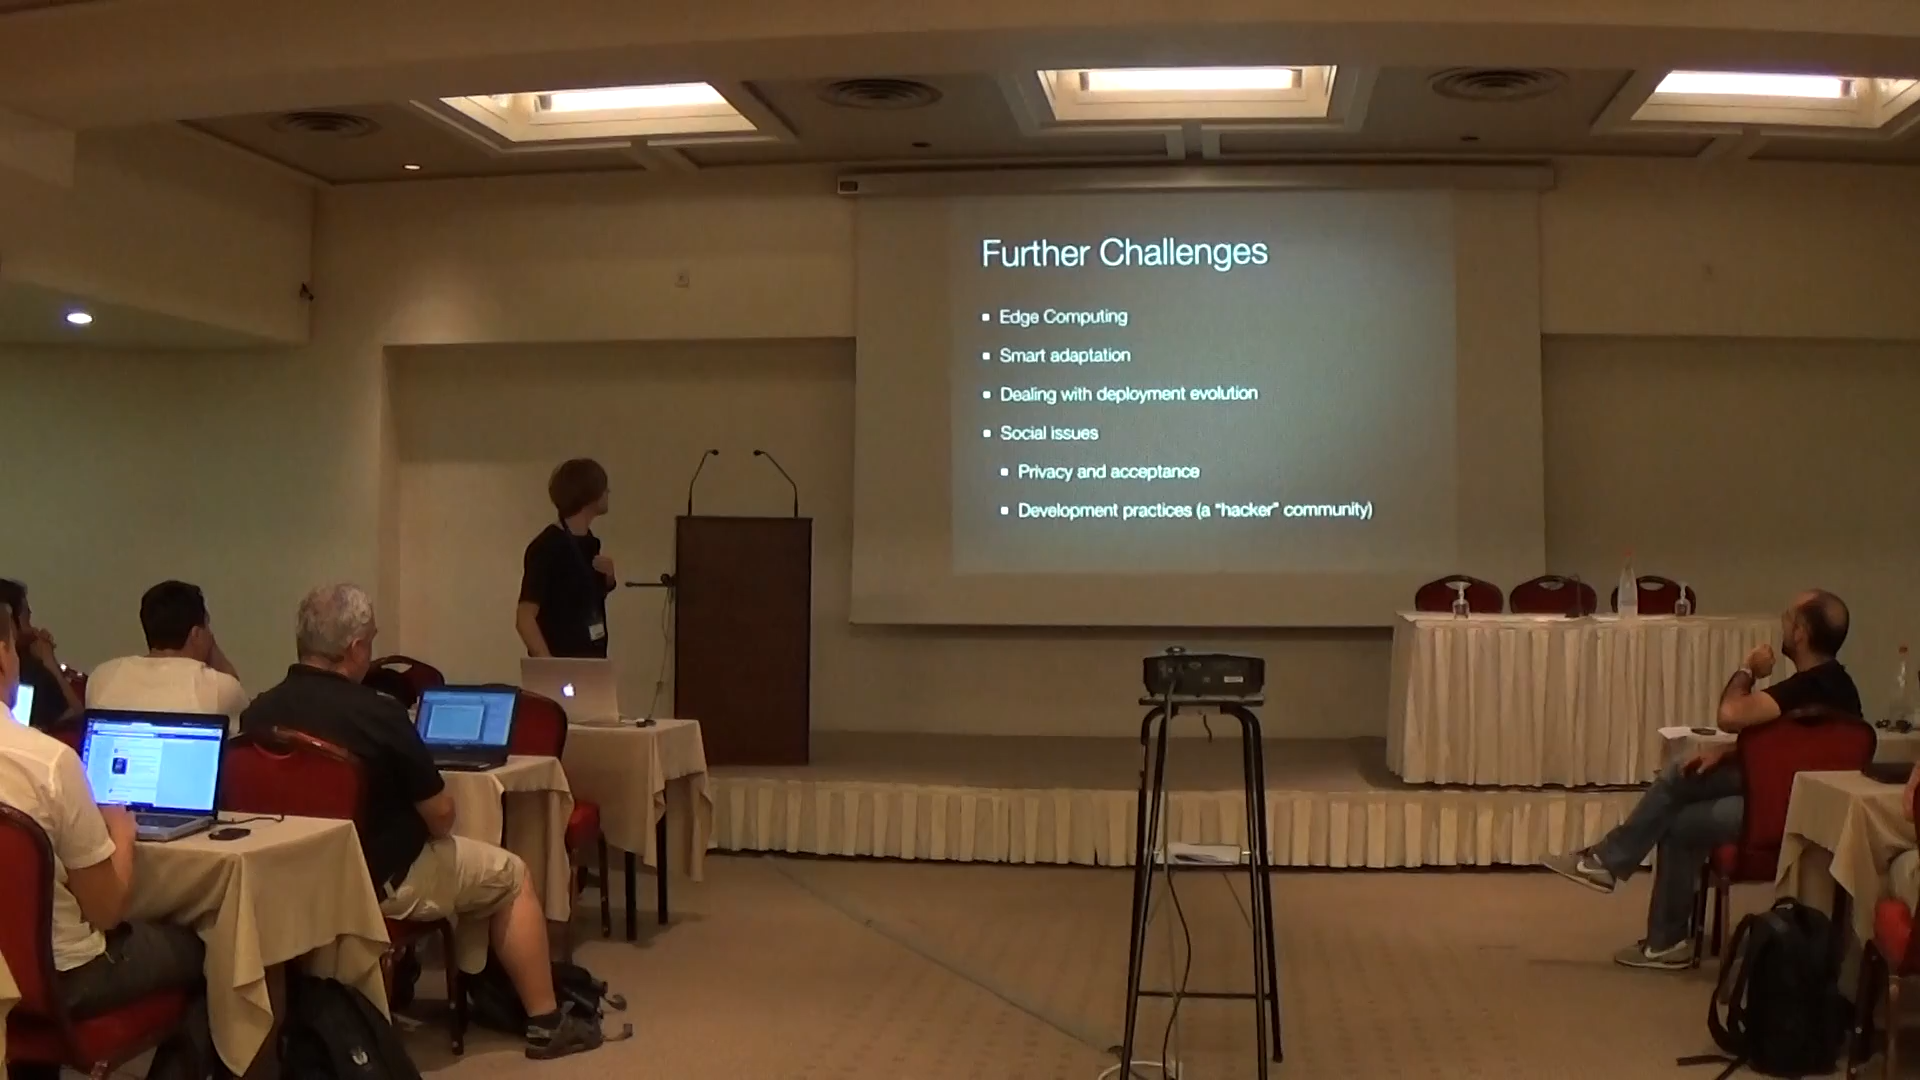 Further Challenges
Edge Computing
Smart adaptation
Dealing with deployment evolution
Social issues
Privacy and acceptance
Development practices (a "hacker" community)